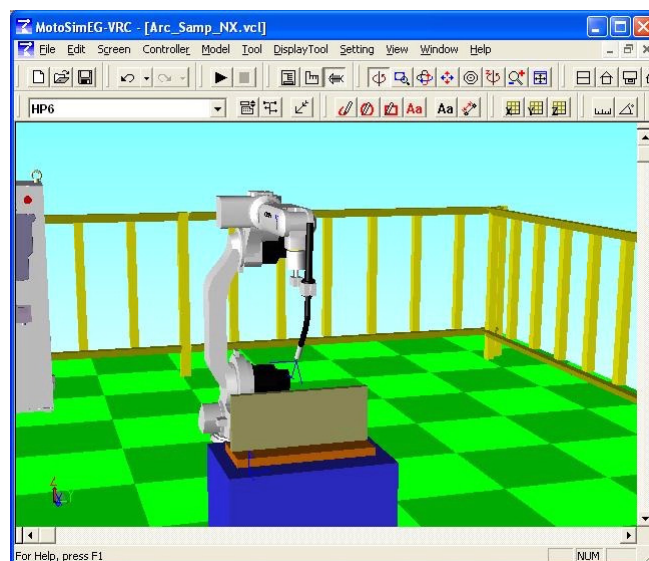 MotoSimEG-VRC - [Arc_Samp_NX.vcl]
File Edit Screen Controller Model Tool DisplayTool Setting View Window Help
HP6 Aa Aa X Y Z
For Help, press F1 NUM